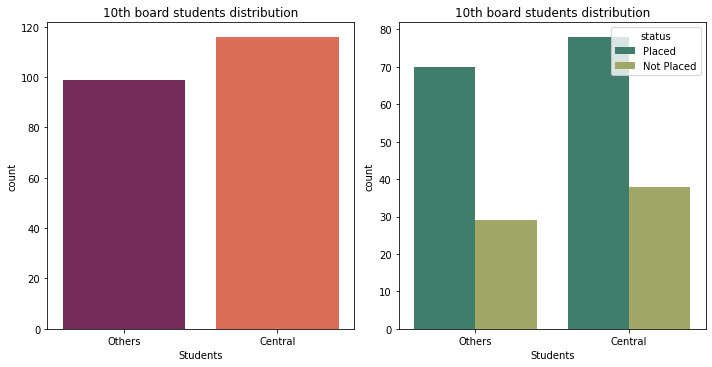 10th board students distribution
120
100
80
60
40
20
0
count
Others Central
Students
10th board students distribution
status
Placed
Not Placed
80
70
60
50
40
30
20
10
0
count
Others Central
Students